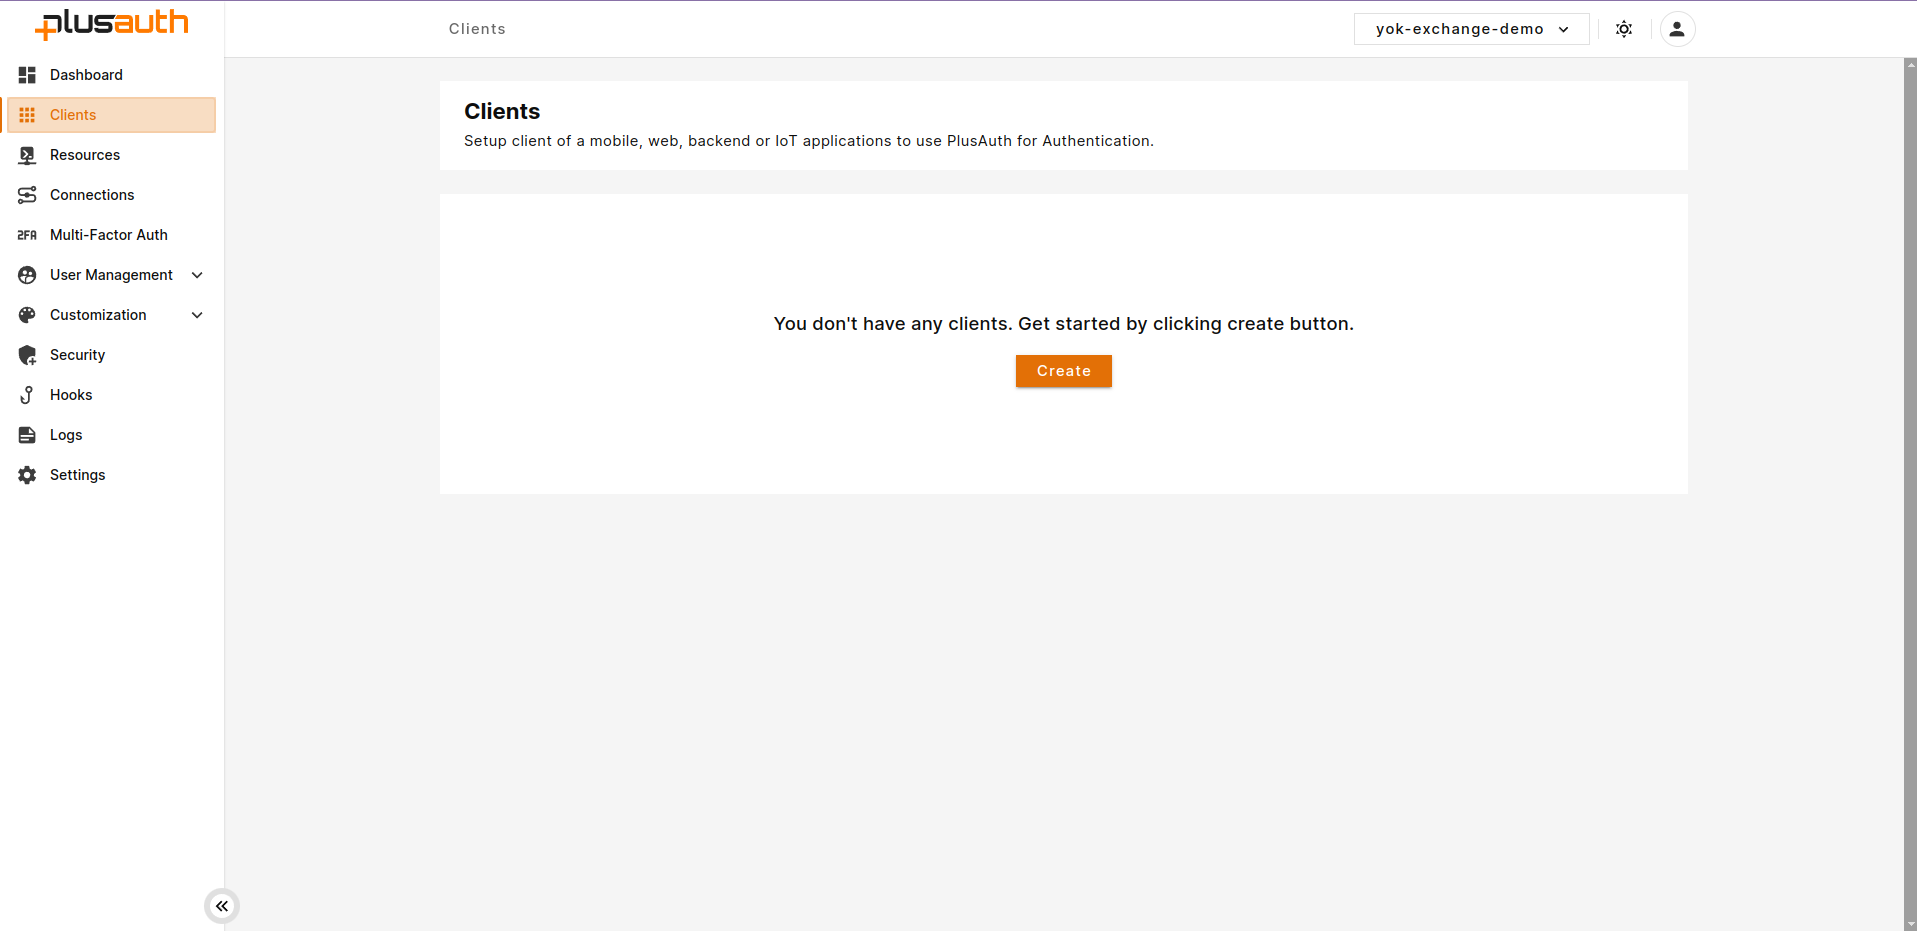 plusauth
Clients
yok-exchange-demo
Dashboard
Clients
Resources
Connections
2FA Multi-Factor Auth
User Management
Customization
Security
Hooks
Logs
Settings
Clients
Setup client of a mobile, web, backend or IoT applications to use PlusAuth for Authentication.
You don't have any clients. Get started by clicking create button.
Create